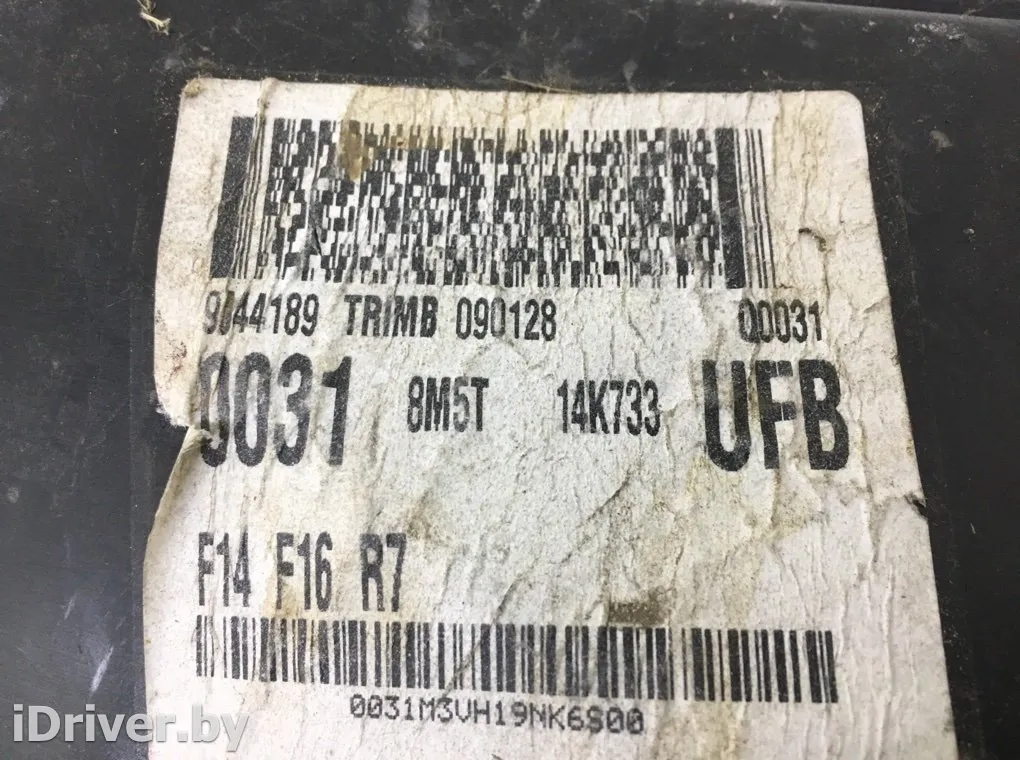 9044189 TRIMB 090128 Q0031
0031 8M5T 14K733 UFB
F14 F16 R7
0031M3VH19NK6S00
iDriver.by